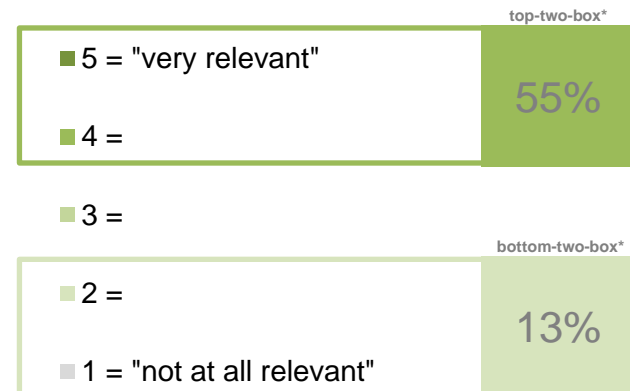 top-two-box*
5 = "very relevant"
55%
4 =
3 =
bottom-two-box*
2 =
13%
1 = "not at all relevant"